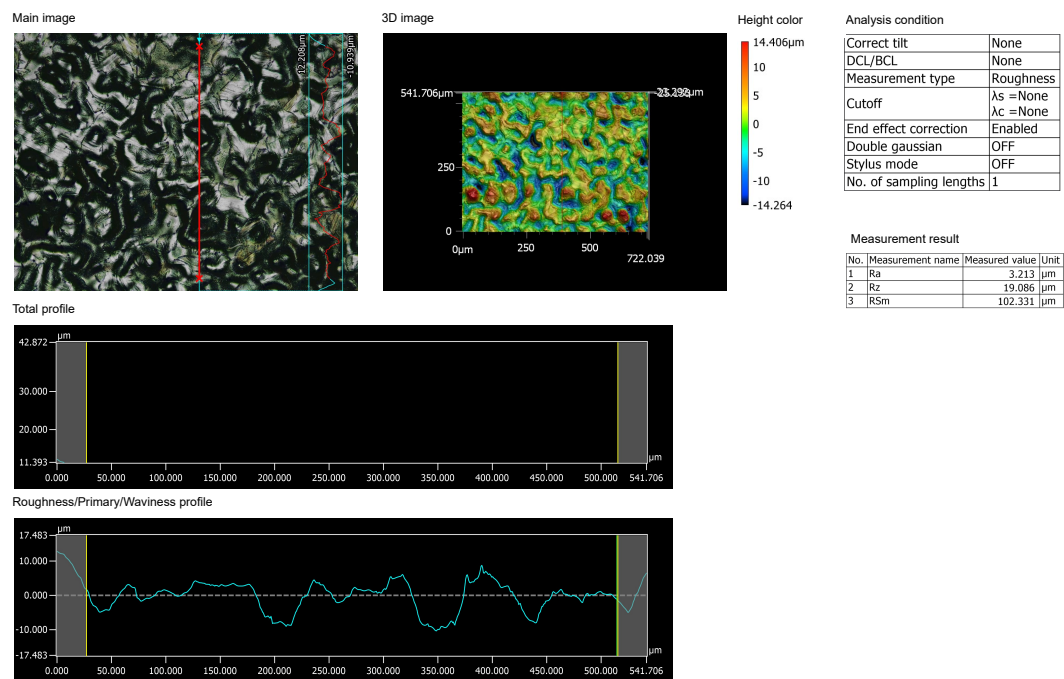 Main image
3D image
Height color
Analysis condition
12.208µm
-10.939µm
541.706µm
250
0
0µm
250
500
722.039
14.406µm
10
5
0
-5
-10
-14.264
Correct tilt None
DCL/BCL None
Measurement type Roughness
Cutoff λs =None
λc =None
End effect correction Enabled
Double gaussian OFF
Stylus mode OFF
No. of sampling lengths 1
Measurement result
No. Measurement name Measured value Unit
1 Ra 3.213 µm
2 Rz 19.086 µm
3 RSm 102.331 µm
Total profile
µm
42.872
30.000
20.000
11.393
µm
0.000 50.000 100.000 150.000 200.000 250.000 300.000 350.000 400.000 450.000 500.000 541.706
Roughness/Primary/Waviness profile
µm
17.483
10.000
0.000
-10.000
-17.483
µm
0.000 50.000 100.000 150.000 200.000 250.000 300.000 350.000 400.000 450.000 500.000 541.706